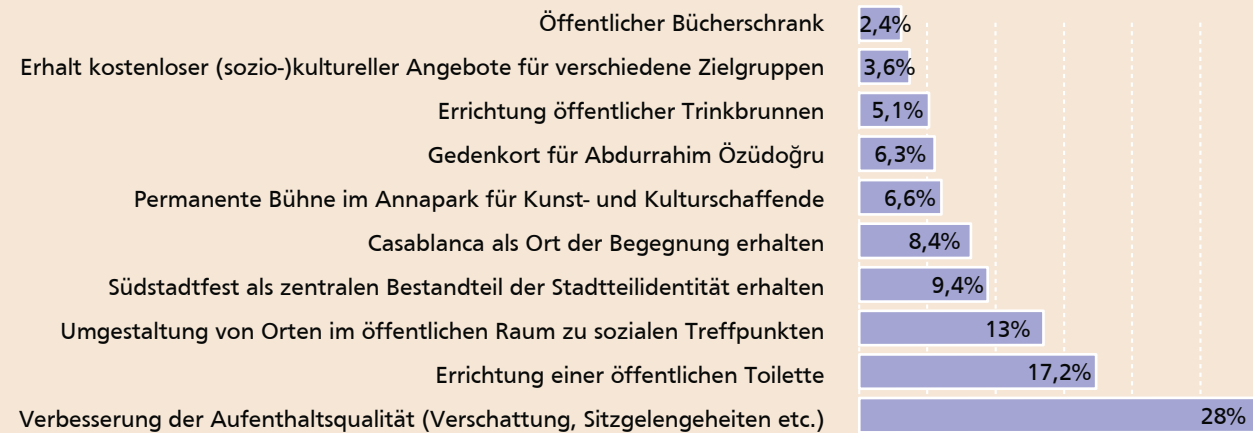 Öffentlicher Bücherschrank 2,4%
Erhalt kostenloser (sozio-)kultureller Angebote für verschiedene Zielgruppen 3,6%
Errichtung öffentlicher Trinkbrunnen 5,1%
Gedenkort für Abdurrahim Özüdoğru 6,3%
Permanente Bühne im Annapark für Kunst- und Kulturschaffende 6,6%
Casablanca als Ort der Begegnung erhalten 8,4%
Südstadtfest als zentralen Bestandteil der Stadtteilidentität erhalten 9,4%
Umgestaltung von Orten im öffentlichen Raum zu sozialen Treffpunkten 13%
Errichtung einer öffentlichen Toilette 17,2%
Verbesserung der Aufenthaltsqualität (Verschattung, Sitzgelengeheiten etc.) 28%